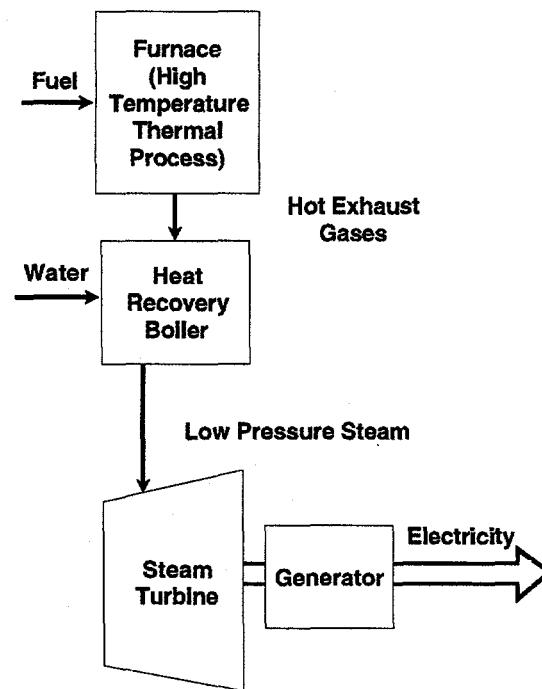 Fuel
Furnace
(High
Temperature
Thermal
Process)
Hot Exhaust
Gases
Water
Heat
Recovery
Boiler
Low Pressure Steam
Steam
Turbine
Generator
Electricity